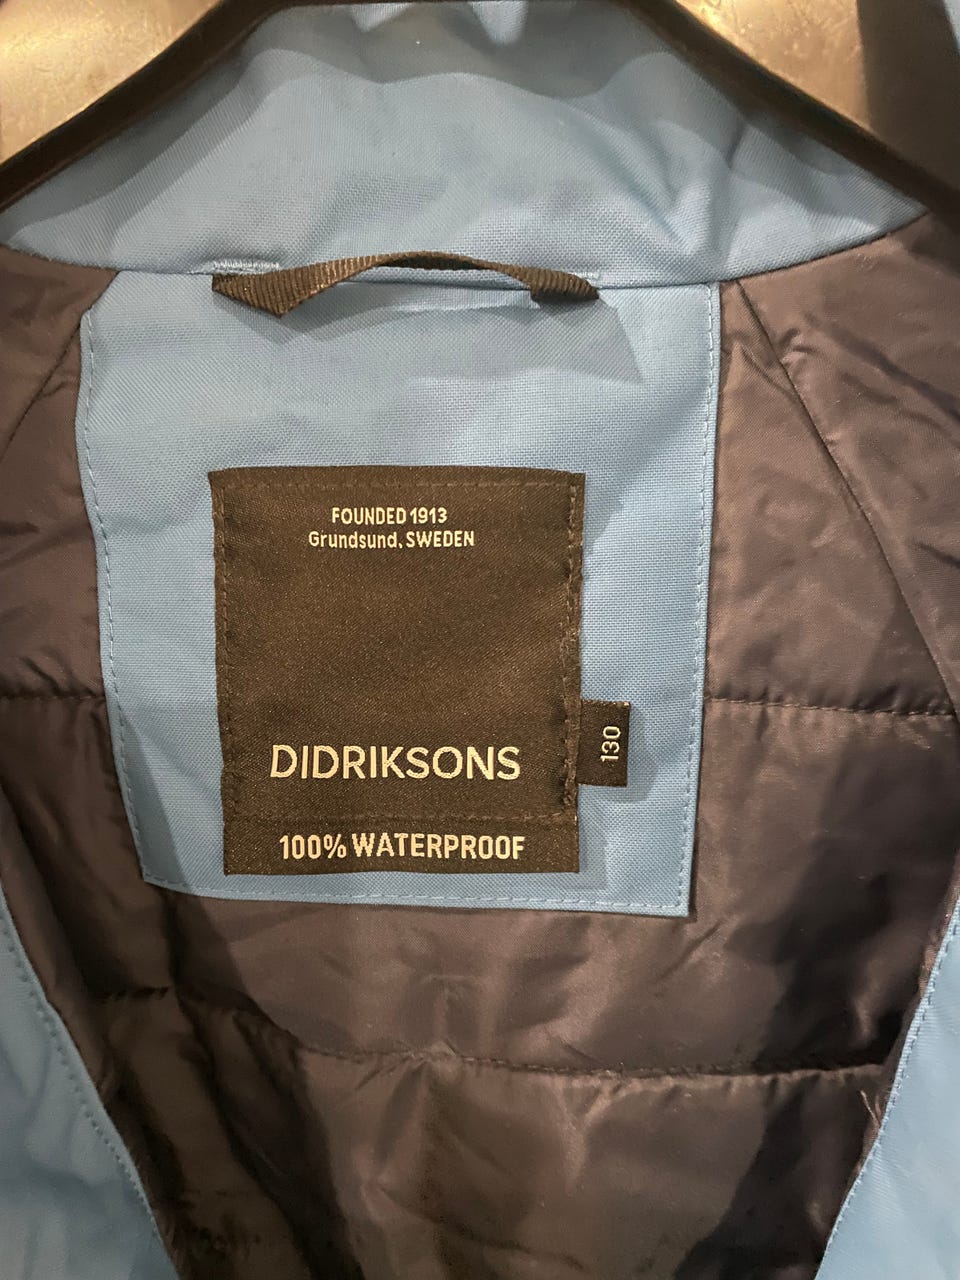 FOUNDED 1913
Grundsund, SWEDEN
DIDRIKSONS
130
100% WATERPROOF